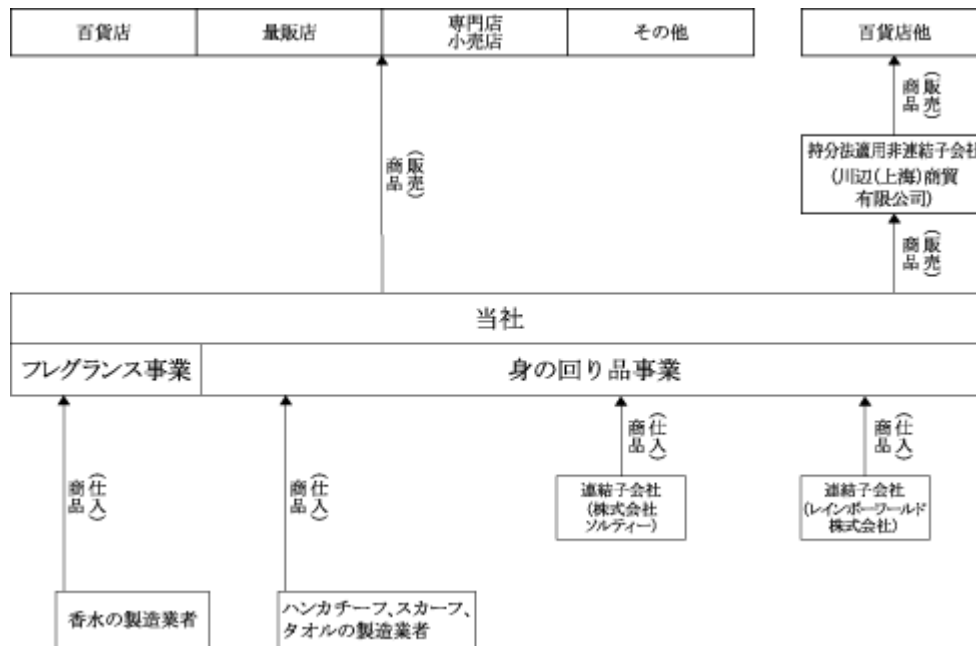 百貨店
量販店
専門店
小売店
その他
百貨店他
商品
(販売)
持分法適用非連結子会社
(川辺(上海)商貿
有限公司)
商品
(販売)
商品
(販売)
当社
フレグランス事業
身の回り品事業
商品
(仕入)
商品
(仕入)
商品
(仕入)
商品
(仕入)
連結子会社
(株式会社
ソルティー)
連結子会社
(レインボーワールド
株式会社)
香水の製造業者
ハンカチーフ、スカーフ、
タオルの製造業者